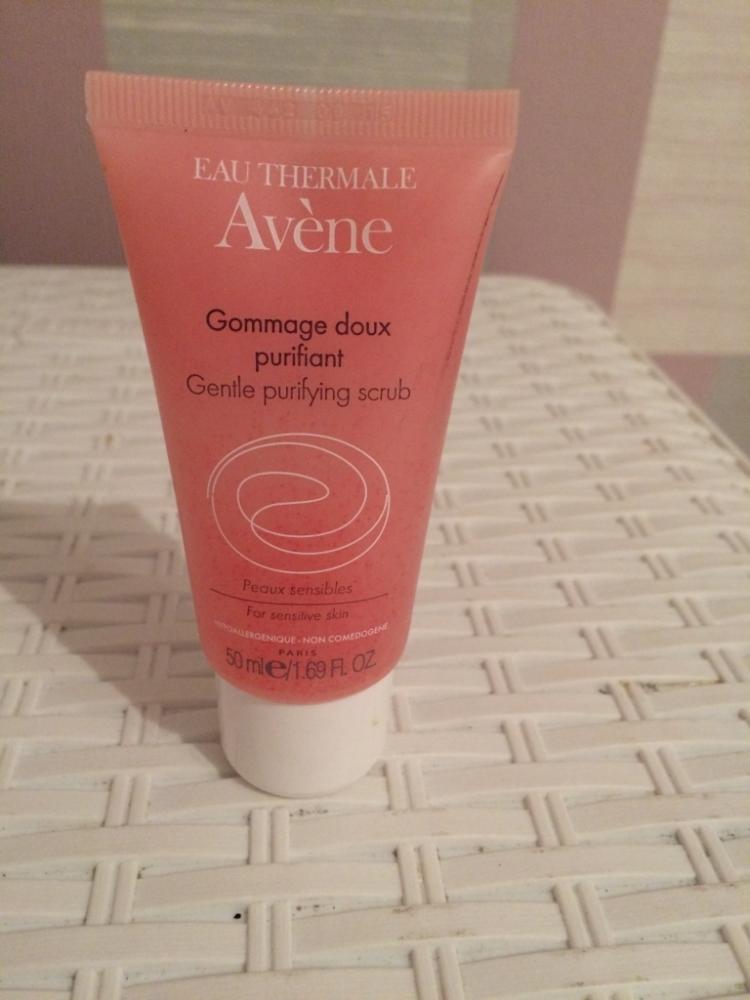 EAU THERMALE
Avène
Gommage doux
purifiant
Gentle purifying scrub
Peaux sensibles
For sensitive skin
HYPOALLERGENIQUE - NON COMEDOGENE
PARIS
50 ml e/1.69 FL. OZ